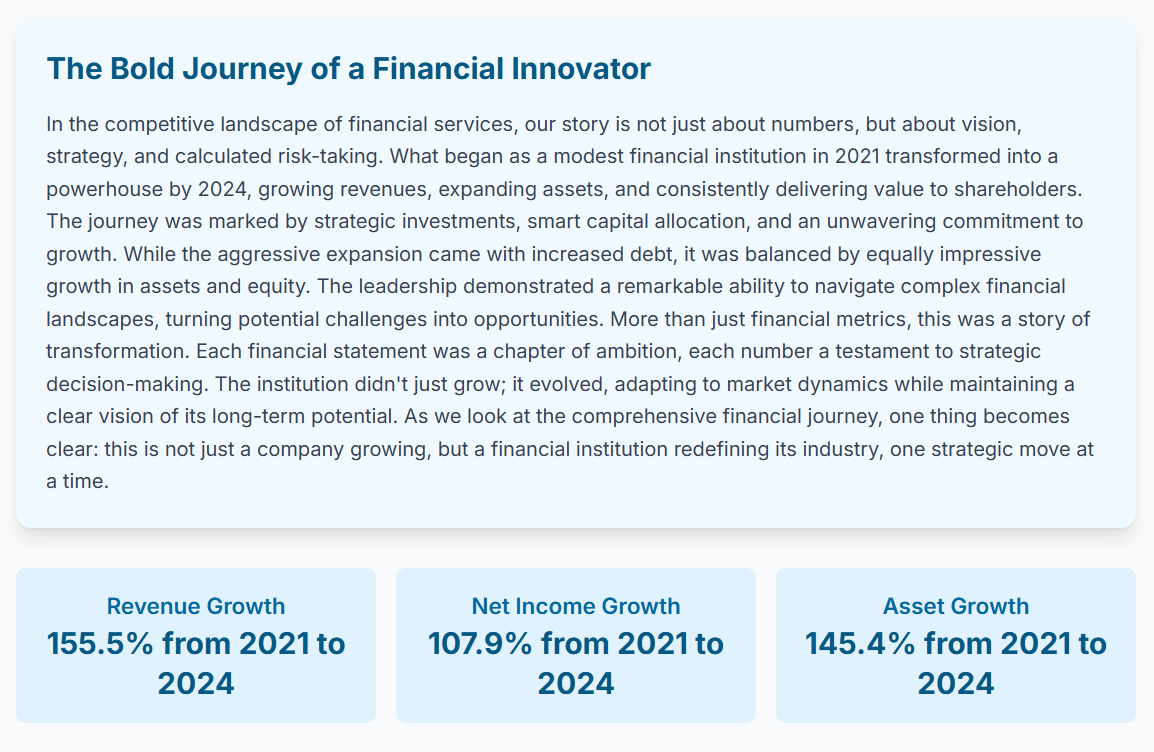 The Bold Journey of a Financial Innovator
In the competitive landscape of financial services, our story is not just about numbers, but about vision,
strategy, and calculated risk-taking. What began as a modest financial institution in 2021 transformed into a
powerhouse by 2024, growing revenues, expanding assets, and consistently delivering value to shareholders.
The journey was marked by strategic investments, smart capital allocation, and an unwavering commitment to
growth. While the aggressive expansion came with increased debt, it was balanced by equally impressive
growth in assets and equity. The leadership demonstrated a remarkable ability to navigate complex financial
landscapes, turning potential challenges into opportunities. More than just financial metrics, this was a story of
transformation. Each financial statement was a chapter of ambition, each number a testament to strategic
decision-making. The institution didn't just grow; it evolved, adapting to market dynamics while maintaining a
clear vision of its long-term potential. As we look at the comprehensive financial journey, one thing becomes
clear: this is not just a company growing, but a financial institution redefining its industry, one strategic move at
a time.
Revenue Growth
155.5% from 2021 to
2024
Net Income Growth
107.9% from 2021 to
2024
Asset Growth
145.4% from 2021 to
2024